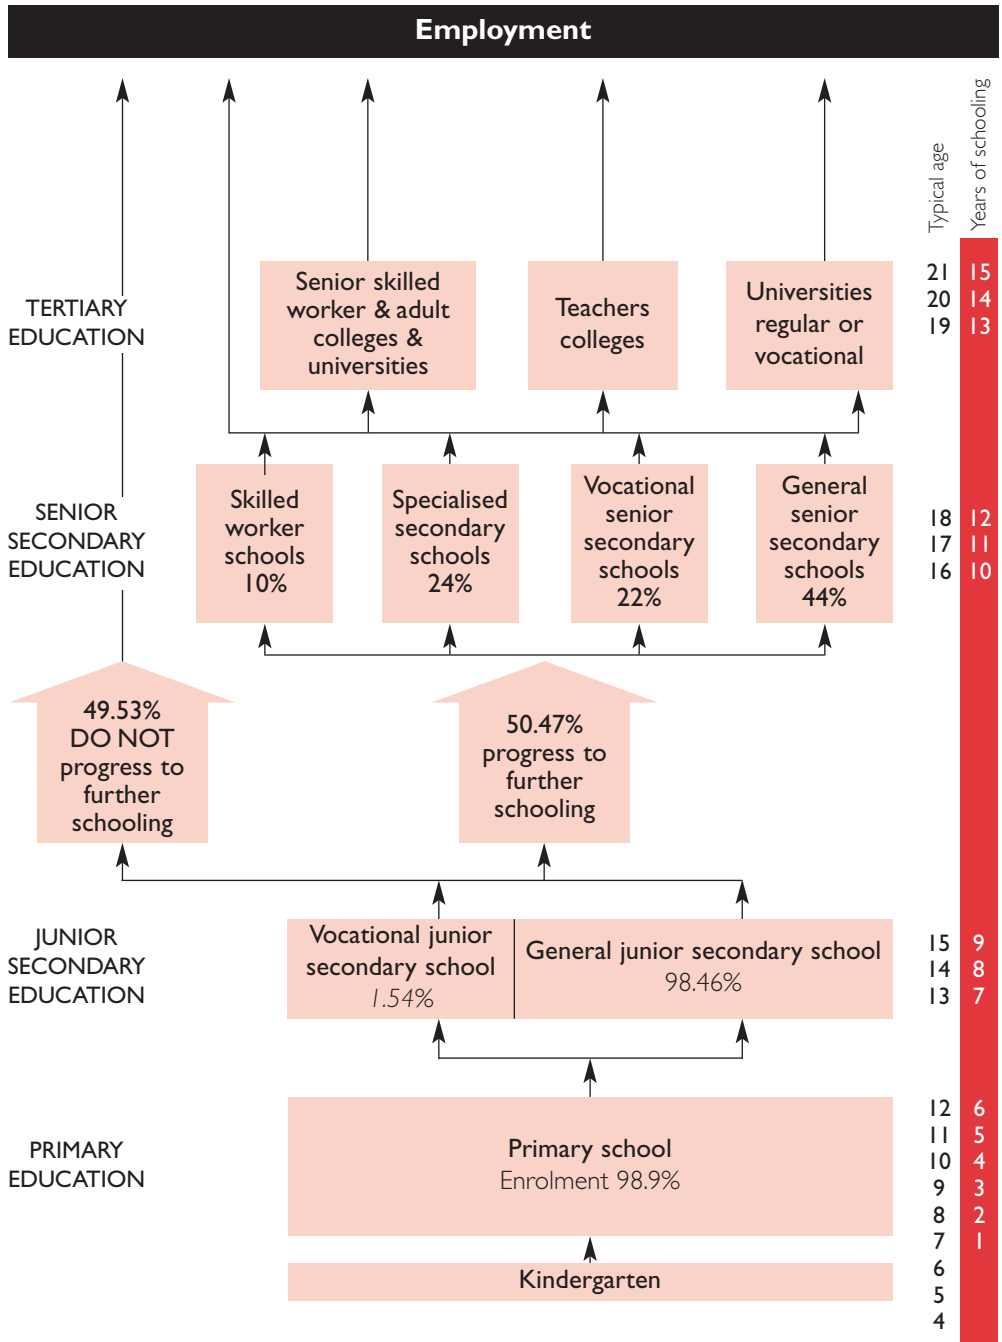 Employment
Typical age
Years of schooling
TERTIARY
EDUCATION
Senior skilled
worker & adult
colleges &
universities
Teachers
colleges
Universities
regular or
vocational
21 15
20 14
19 13
SENIOR
SECONDARY
EDUCATION
Skilled
worker
schools
10%
Specialised
secondary
schools
24%
Vocational
senior
secondary
schools
22%
General
senior
secondary
schools
44%
18 12
17 11
16 10
49.53%
DO NOT
progress to
further
schooling
50.47%
progress to
further
schooling
JUNIOR
SECONDARY
EDUCATION
Vocational junior
secondary school
1.54%
General junior secondary school
98.46%
15 9
14 8
13 7
PRIMARY
EDUCATION
Primary school
Enrolment 98.9%
12 6
11 5
10 4
9 3
8 2
7 1
Kindergarten
6
5
4